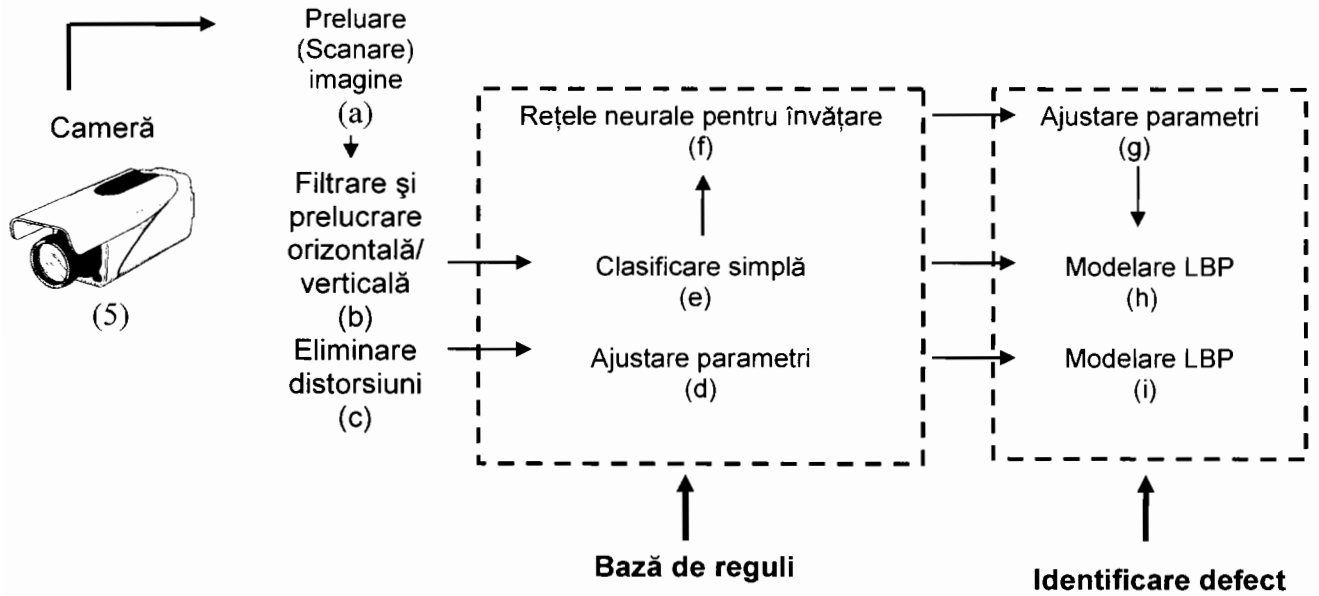 Preluare
(Scanare)
imagine
(a)
Cameră
(5)
Filtrare şi
prelucrare
orizontală/
verticală
(b)
Eliminare
distorsiuni
(c)
Rețele neurale pentru învățare
(f)
Clasificare simplă
(e)
Ajustare parametri
(d)
Ajustare parametri
(g)
Modelare LBP
(h)
Modelare LBP
(i)
Bază de reguli
Identificare defect